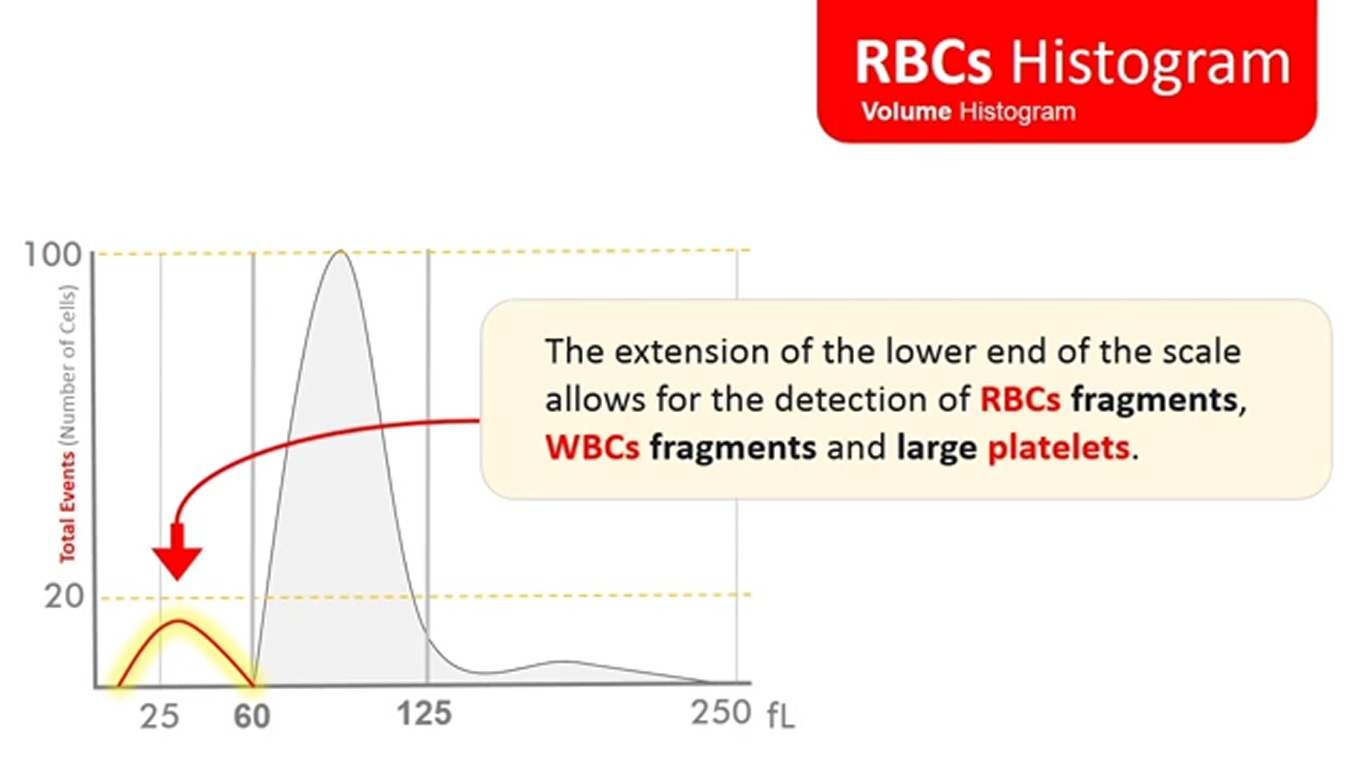 RBCs Histogram
Volume Histogram
100
Total Events (Number of Cells)
The extension of the lower end of the scale
allows for the detection of RBCs fragments,
WBCs fragments and large platelets.
20
25 60 125 250 fL